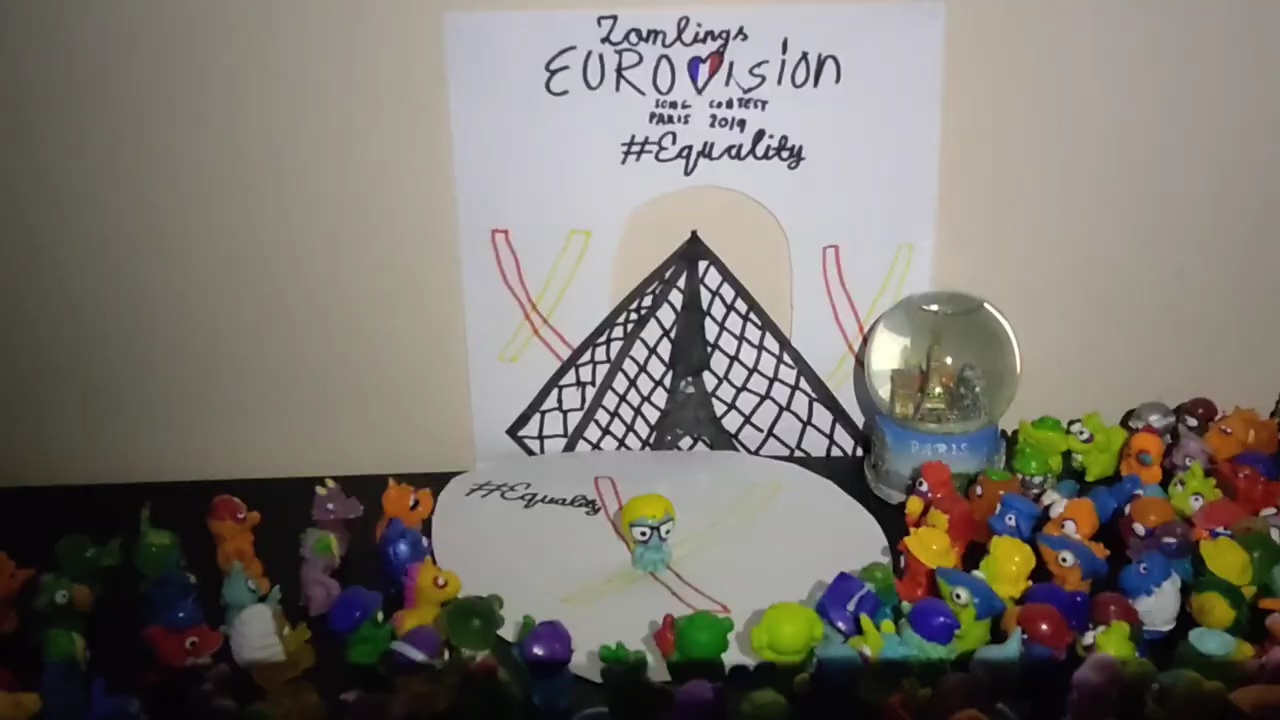 Zomlings
EUROVISION
SONG CONTEST
PARIS 2019
#Equality
PARIS
#Equality